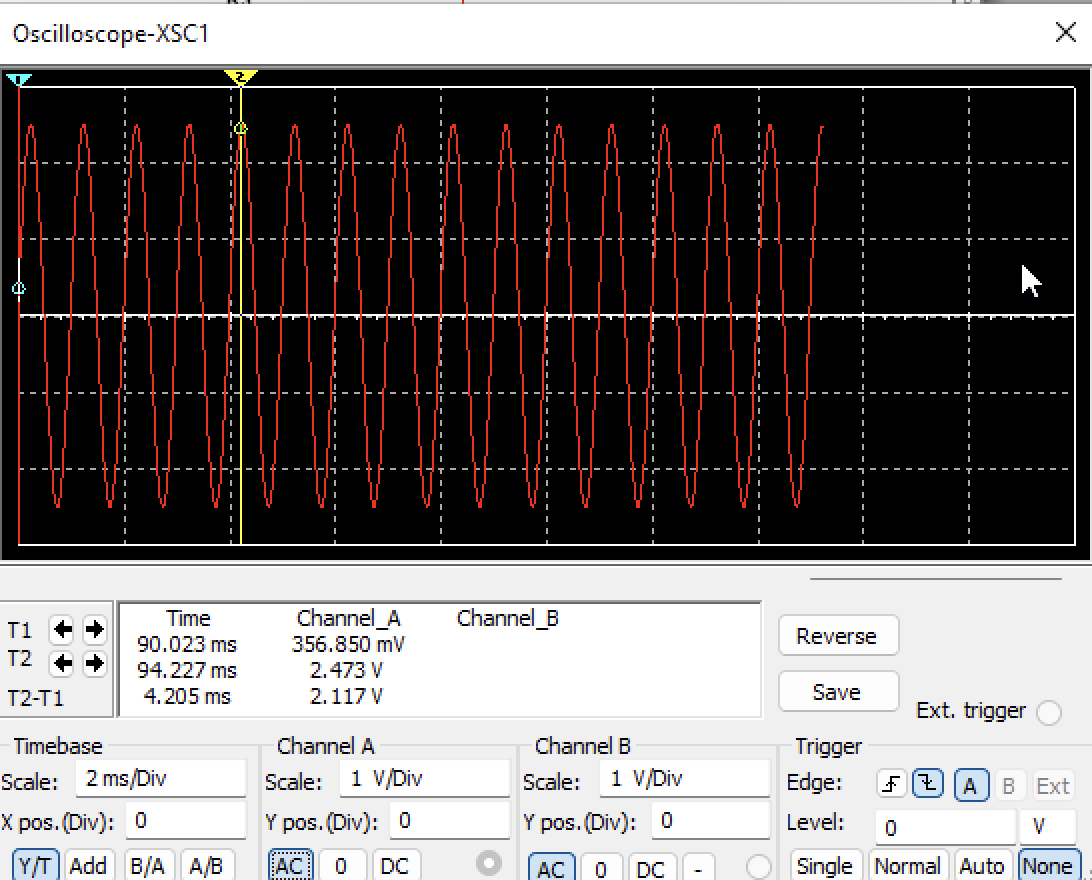 Oscilloscope-XSC1
1 2
Time Channel_A Channel_B
T1 90.023 ms 356.850 mV
T2 94.227 ms 2.473 V
T2-T1 4.205 ms 2.117 V
Reverse
Save
Ext. trigger
Timebase Channel A Channel B Trigger
Scale: 2 ms/Div Scale: 1 V/Div Scale: 1 V/Div Edge: A B Ext
X pos.(Div): 0 Y pos.(Div): 0 Y pos.(Div): 0 Level: 0 V
Y/T Add B/A A/B AC 0 DC AC 0 DC - Single Normal Auto None